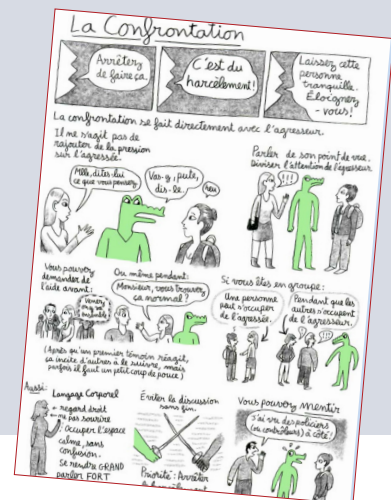 La Confrontation
Arrêtez
de faire ça.
C'est du
harcèlement!
Laissez cette
personne
tranquille.
Éloignez
-vous!
La confrontation se fait directement avec l'agresseur.
Il ne s'agit pas de
rajouter de la pression
sur l'agressée.
Mlle, dites-lui
ce que vous pensez
Vas-y, pute,
dis-le.
heu
Parler de son point de vue.
Diviser l'attention de l'agresseur.
!!!
Vous pouvez
demander de
l'aide avant:
Venez
ensemble
Ou même pendant:
Monsieur, vous trouvez
ça normal?
Si vous êtes en groupe:
Une personne
peut s'occuper
de l'agressée.
Pendant que les
autres s'occupent
de l'agresseur.
(Après qu'un premier témoin réagit,
ça incite d'autres à le suivre, mais
parfois il faut un petit coup de pouce)
Aussi:
Langage Corporel
regard droit
ne pas sourire
Occuper l'espace
calme, sans
confusion.
Se rendre GRAND
parler FORT
Éviter la discussion
sans fin.
Priorité: Arrêter
Vous pouvez mentir
J'ai vu des policiers
(ou contrôleurs) à côté!